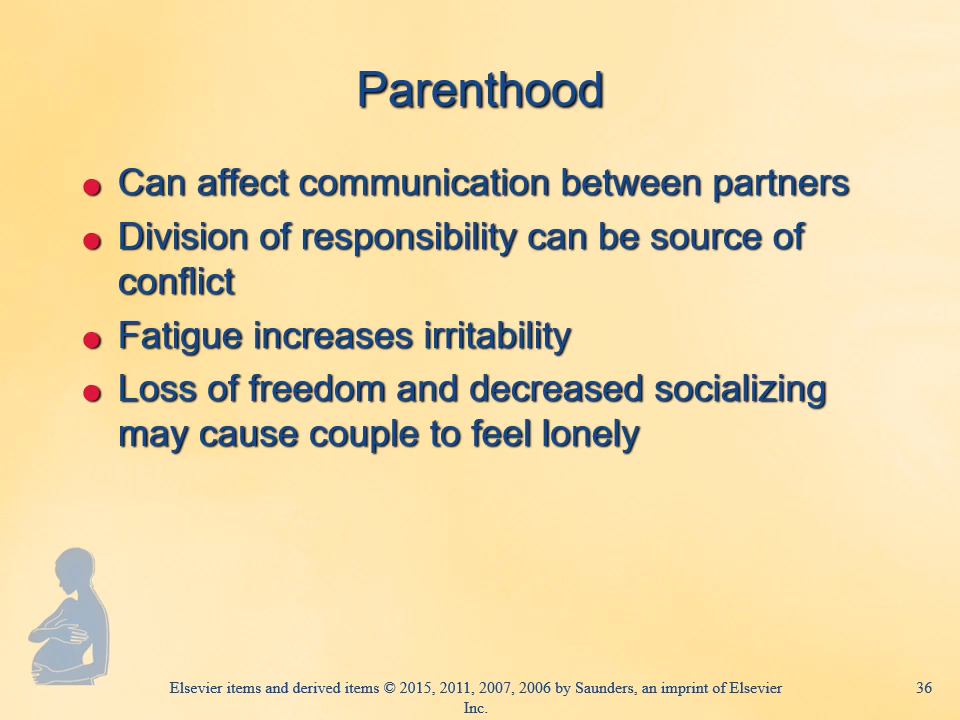 Parenthood
Can affect communication between partners
Division of responsibility can be source of
conflict
Fatigue increases irritability
Loss of freedom and decreased socializing
may cause couple to feel lonely
Elsevier items and derived items © 2015, 2011, 2007, 2006 by Saunders, an imprint of Elsevier
Inc.
36